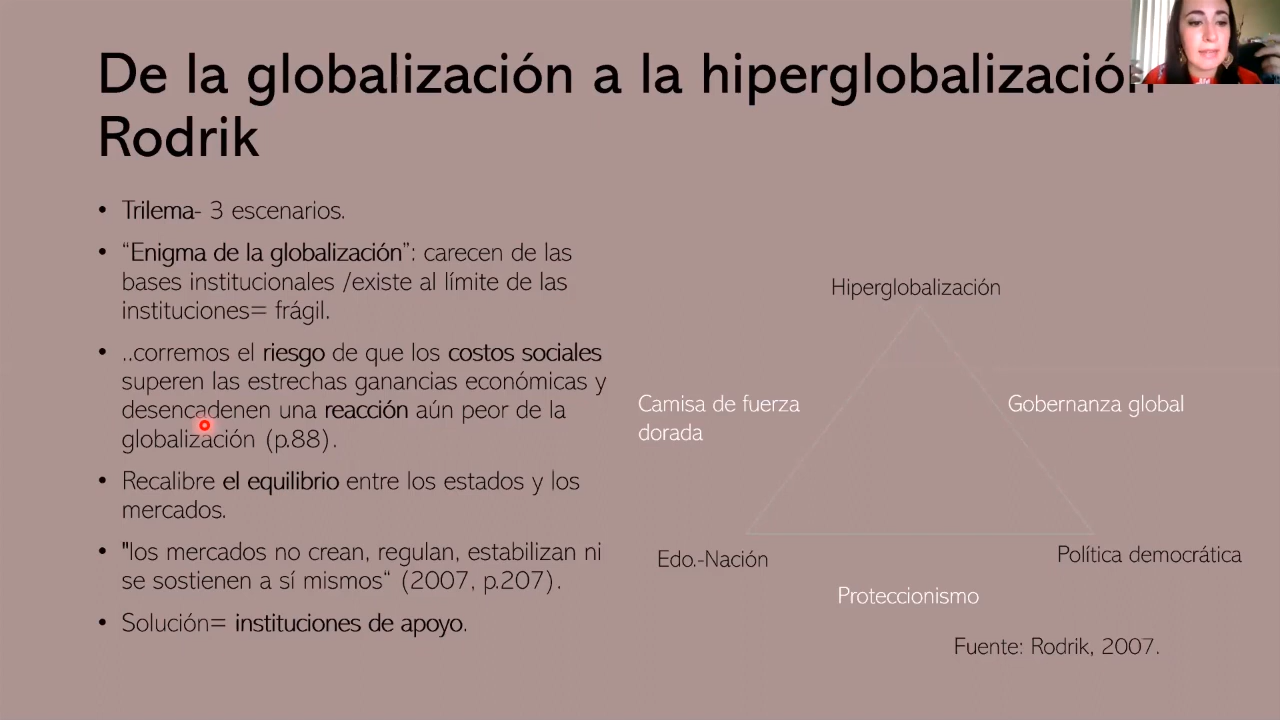 De la globalización a la hiperglobalización
Rodrik
• Trilema- 3 escenarios.
• “Enigma de la globalización”: carecen de las
bases institucionales /existe al límite de las
instituciones= frágil.
• ..corremos el riesgo de que los costos sociales
superen las estrechas ganancias económicas y
desencadenen una reacción aún peor de la
globalización (p.88).
• Recalibre el equilibrio entre los estados y los
mercados.
• "los mercados no crean, regulan, estabilizan ni
se sostienen a sí mismos“ (2007, p.207).
• Solución= instituciones de apoyo.
Hiperglobalización
Camisa de fuerza
dorada
Gobernanza global
Edo.-Nación
Política democrática
Proteccionismo
Fuente: Rodrik, 2007.